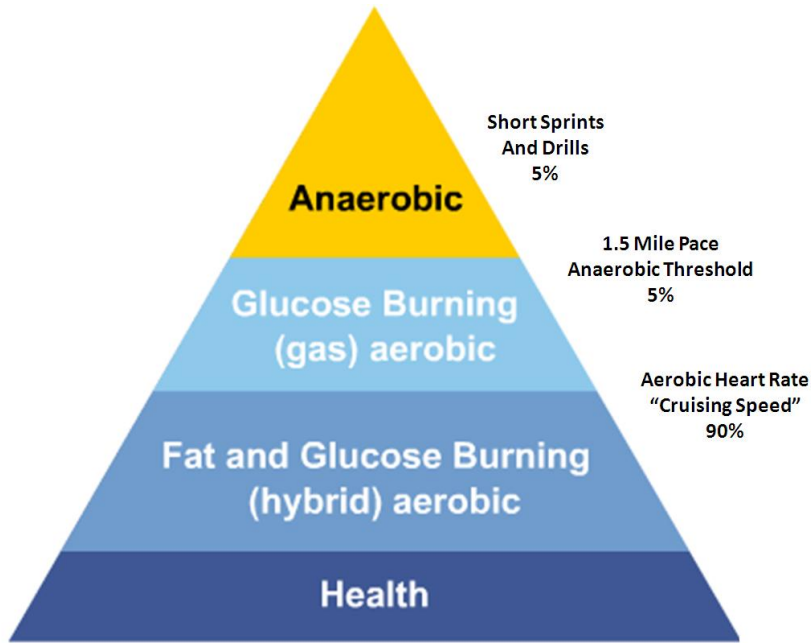 Short Sprints
And Drills
5%
Anaerobic
1.5 Mile Pace
Anaerobic Threshold
5%
Glucose Burning
(gas) aerobic
Aerobic Heart Rate
“Cruising Speed”
90%
Fat and Glucose Burning
(hybrid) aerobic
Health